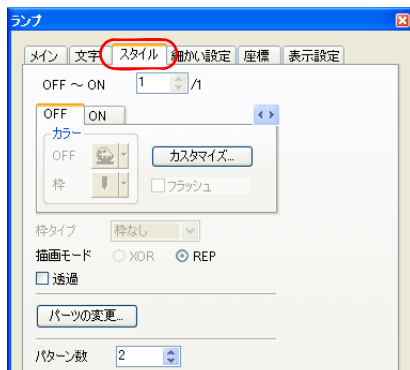 ランプ
メイン 文字 スタイル 細かい設定 座標 表示設定
OFF ～ ON 1 /1
OFF ON
カラー
OFF カスタマイズ...
枠 フラッシュ
枠タイプ 枠なし
描画モード XOR REP
透過
パーツの変更...
パターン数 2